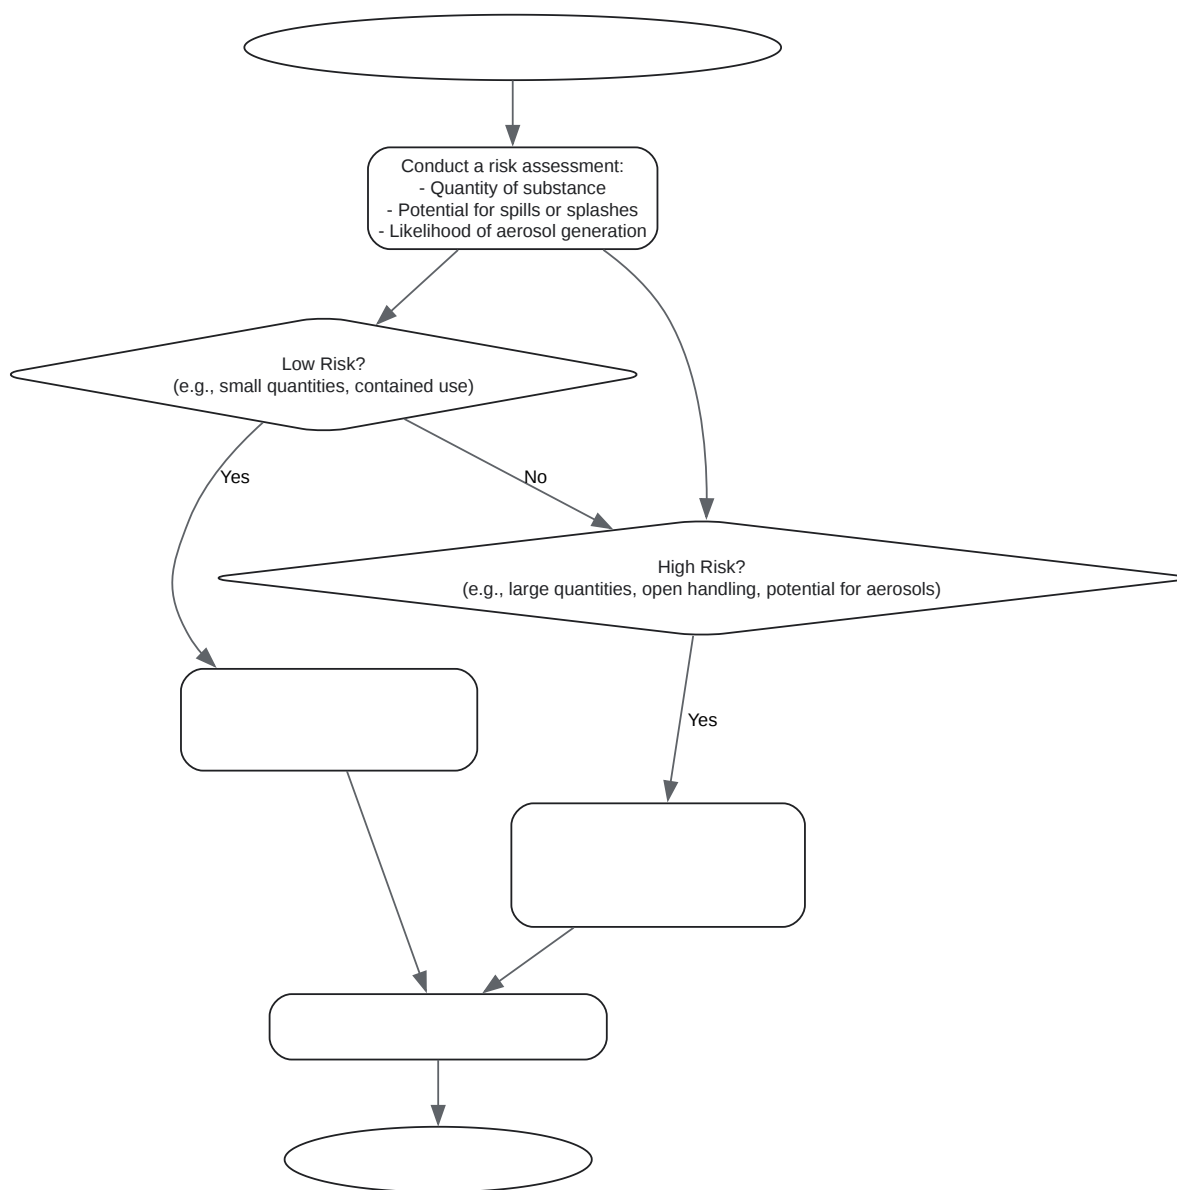 Conduct a risk assessment:
- Quantity of substance
- Potential for spills or splashes
- Likelihood of aerosol generation
Low Risk?
(e.g., small quantities, contained use)
Yes
No
High Risk?
(e.g., large quantities, open handling, potential for aerosols)
Yes